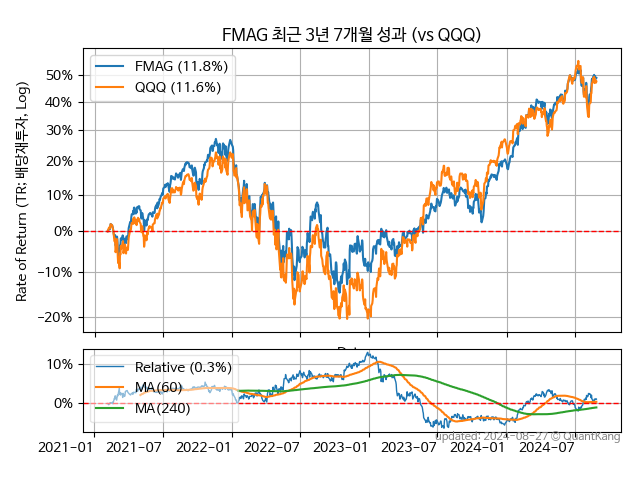 FMAG 최근 3년 7개월 성과 (vs QQQ)
FMAG (11.8%)
QQQ (11.6%)
Rate of Return (TR: 배당재투자, Log)
50%
40%
30%
20%
10%
0%
−10%
−20%
10%
0%
Relative (0.3%)
MA(60)
MA(240)
2021−01 2021−07 2022−01 2022−07 2023−01 2023−07 2024−01 2024−07
updated: 2024-08-27 © QuantKang